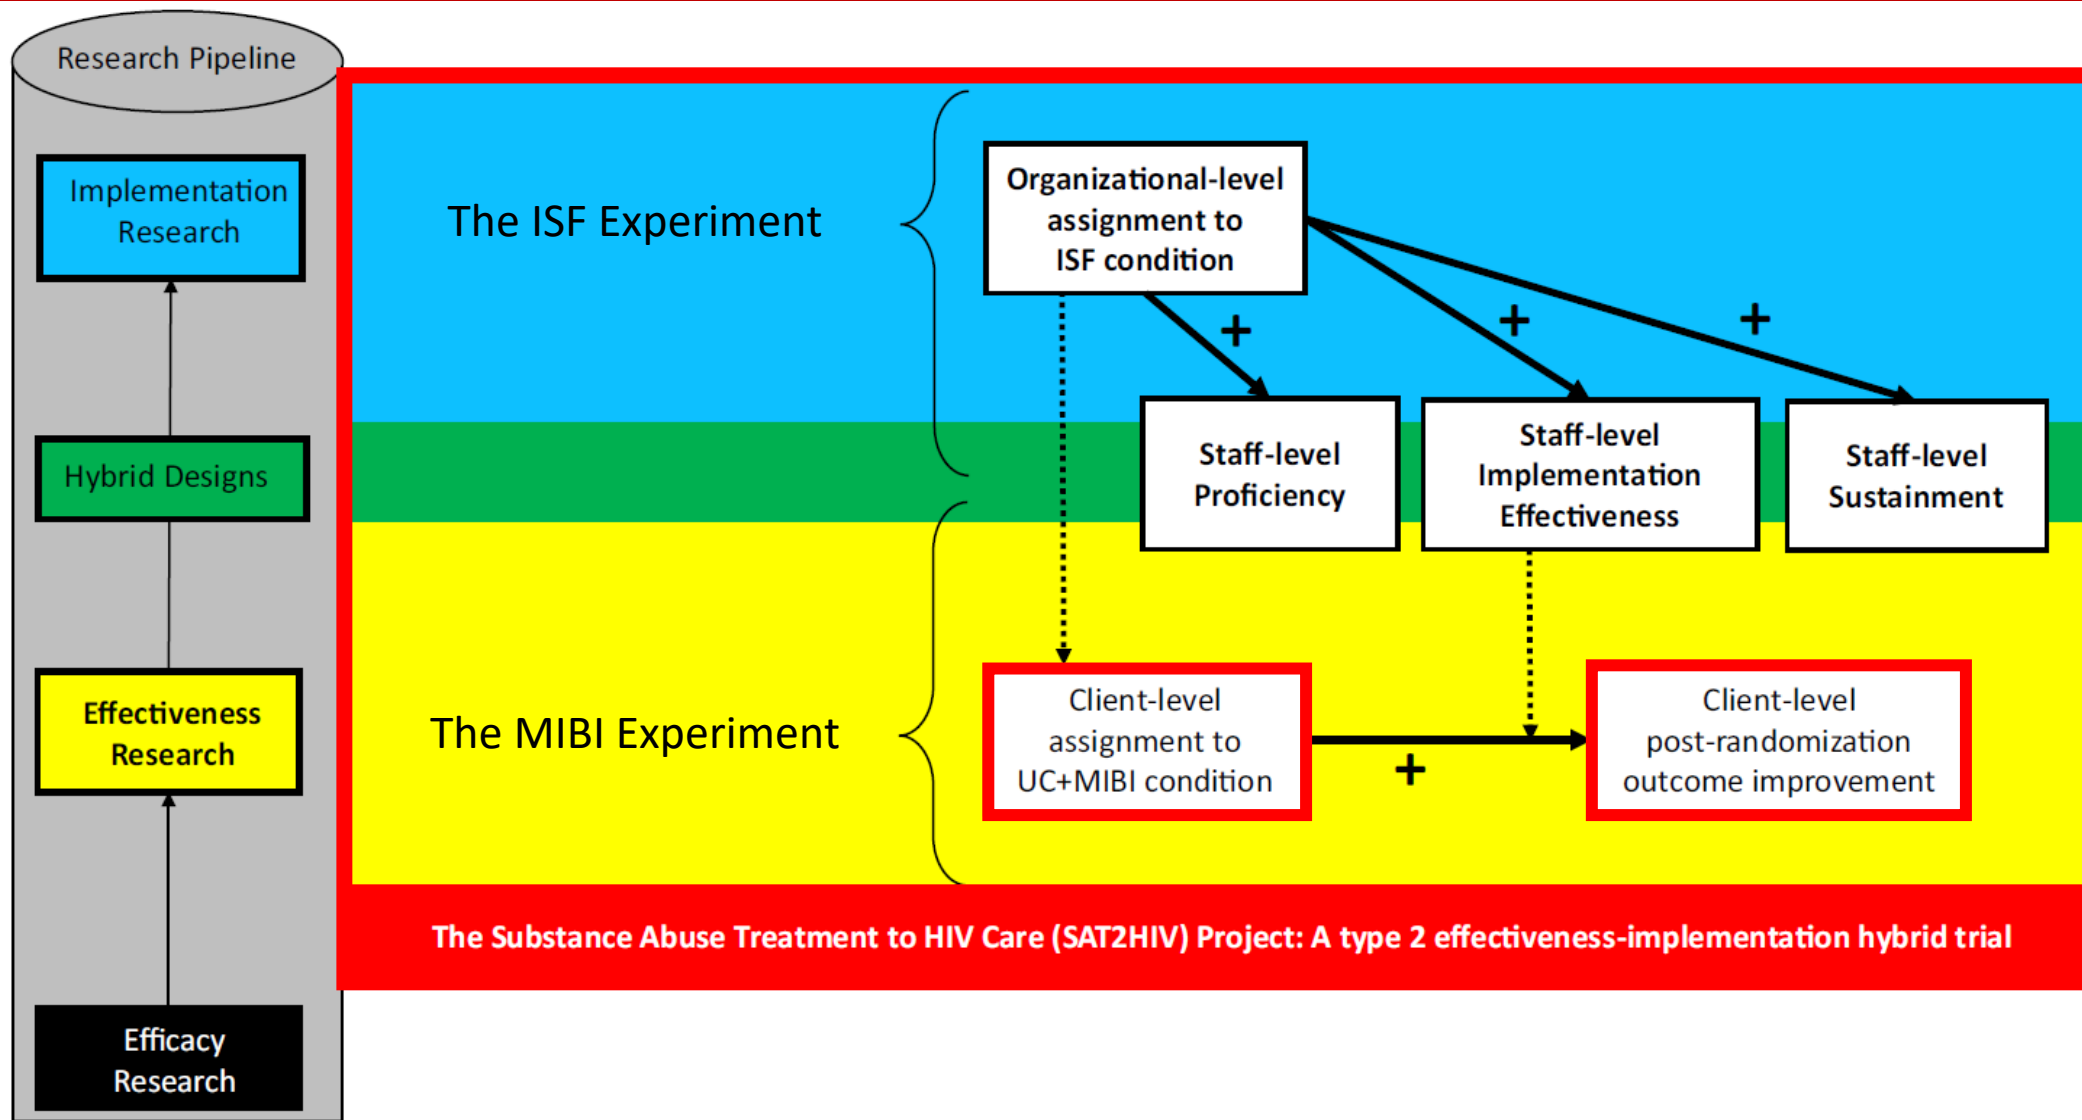 Research Pipeline
Implementation
Research
Hybrid Designs
Effectiveness
Research
Efficacy
Research
The ISF Experiment
Organizational-level
assignment to
ISF condition
+
+
+
Staff-level
Proficiency
Staff-level
Implementation
Effectiveness
Staff-level
Sustainment
The MIBI Experiment
Client-level
assignment to
UC+MIBI condition
+
Client-level
post-randomization
outcome improvement
The Substance Abuse Treatment to HIV Care (SAT2HIV) Project: A type 2 effectiveness-implementation hybrid trial